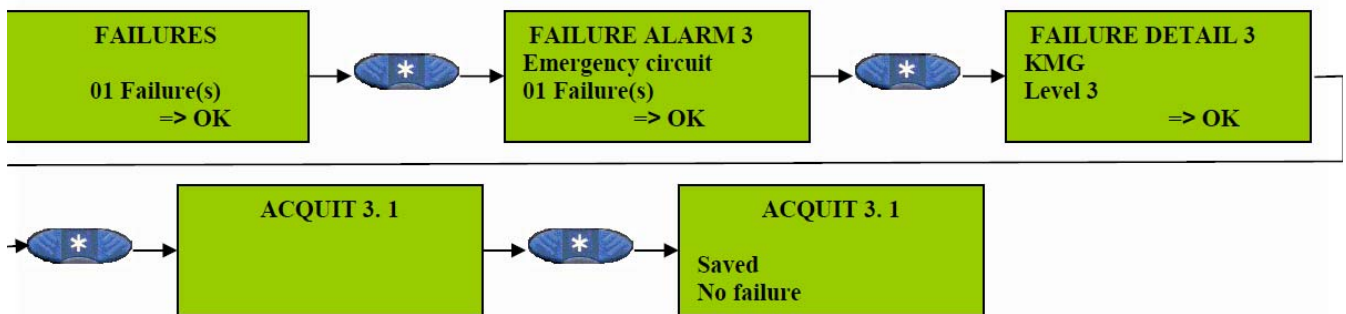 FAILURES
01 Failure(s)
=> OK
*
FAILURE ALARM 3
Emergency circuit
01 Failure(s)
=> OK
*
FAILURE DETAIL 3
KMG
Level 3
=> OK
*
ACQUIT 3. 1
*
ACQUIT 3. 1
Saved
No failure